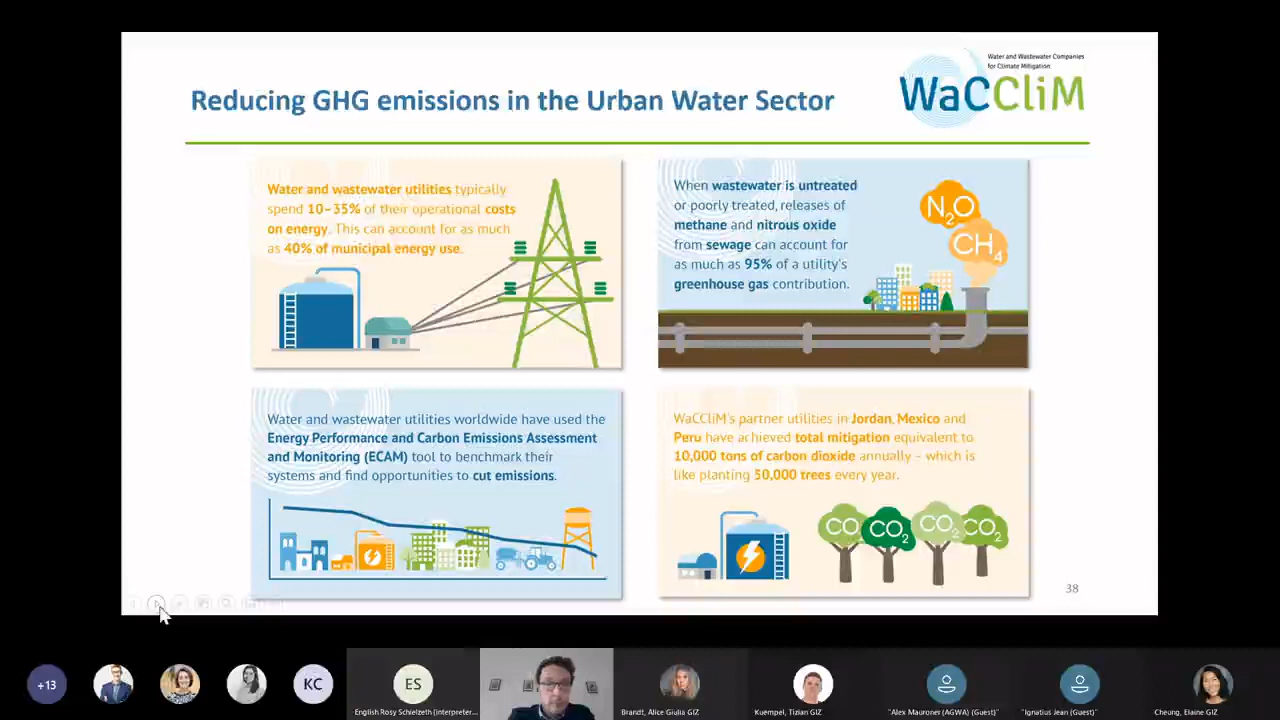 Water and Wastewater Companies
for Climate Mitigation
WaCCliM
Reducing GHG emissions in the Urban Water Sector
Water and wastewater utilities typically
spend 10–35% of their operational costs
on energy. This can account for as much
as 40% of municipal energy use.
When wastewater is untreated
or poorly treated, releases of
methane and nitrous oxide
from sewage can account for
as much as 95% of a utility's
greenhouse gas contribution.
N2O
CH4
Water and wastewater utilities worldwide have used the
Energy Performance and Carbon Emissions Assessment
and Monitoring (ECAM) tool to benchmark their
systems and find opportunities to cut emissions.
WaCCliM's partner utilities in Jordan, Mexico and
Peru have achieved total mitigation equivalent to
10,000 tons of carbon dioxide annually – which is
like planting 50,000 trees every year.
CO
CO2
CO2
CO2
38
+13
KC
ES
English Rosy Schielzeth (Interpreter...
Brandt, Alice Giulia GIZ
Kuempel, Tizian GIZ
"Alex Mauroner (AGWA) (Guest)"
"Ignatius Jean (Guest)"
Cheung, Elaine GIZ